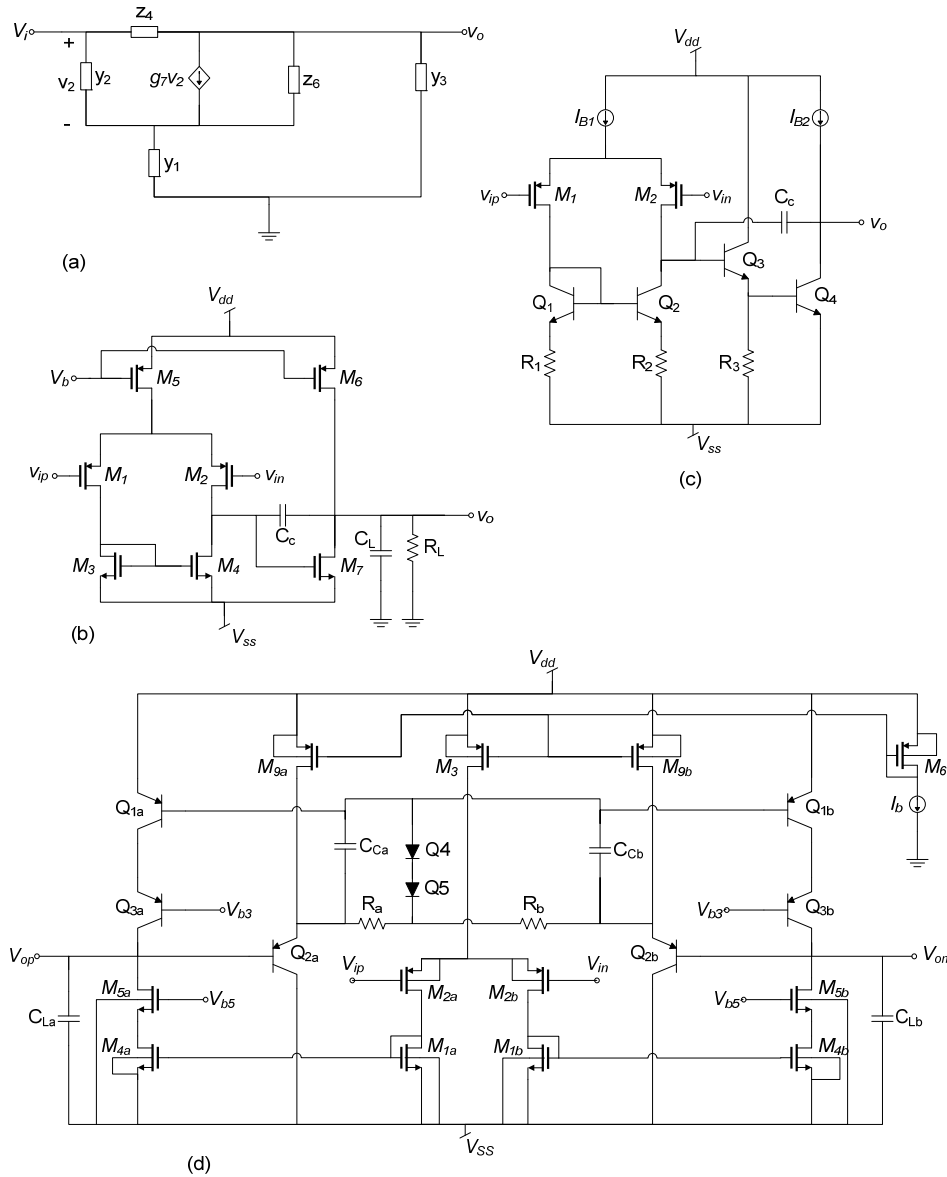 Vi + z4 vo
v2 y2 g7v2 z6 y3
-
y1
(a)
Vdd
IB1 IB2
vip M1 M2 vin Cc vo
Q3
Q1 Q2 Q4
R1 R2 R3
Vss
(c)
Vdd
Vb M5 M6
vip M1 M2 vin
Cc CL RL vo
M3 M4 M7
Vss
(b)
Vdd
M9a M3 M9b M6
Q1a CCa Q4 CCb Q1b Ib
Q5
Q3a Vb3 Ra Rb Vb3 Q3b
Vop Q2a Vip M2a M2b Vin Q2b Von
CLa M5a Vb5 Vb5 M5b CLb
M4a M1a M1b M4b
VSS
(d)